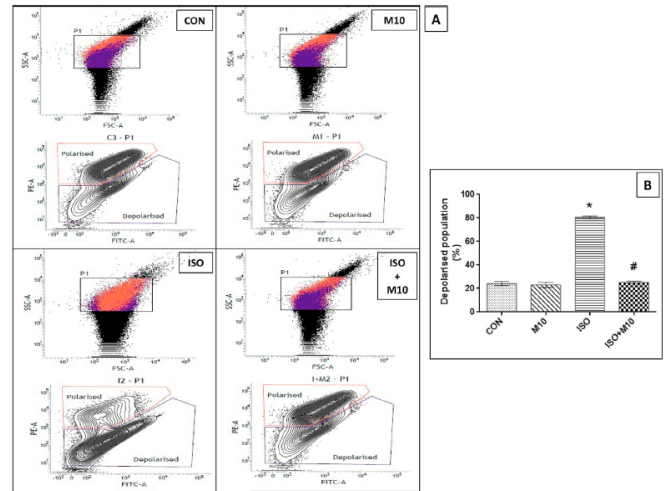 A
CON
P1
SSC-A
FSC-A
C3 - P1
Polarised
Depolarised
PE-A
FITC-A
M10
P1
SSC-A
FSC-A
M1 - P1
Polarised
Depolarised
PE-A
FITC-A
ISO
P1
SSC-A
FSC-A
I2 - P1
Polarised
Depolarised
PE-A
FITC-A
ISO
+
M10
P1
SSC-A
FSC-A
I+M2 - P1
Polarised
Depolarised
PE-A
FITC-A
B
Depolarised population
(%)
100
80
60
40
20
0
*
#
CON
M10
ISO
ISO+M10